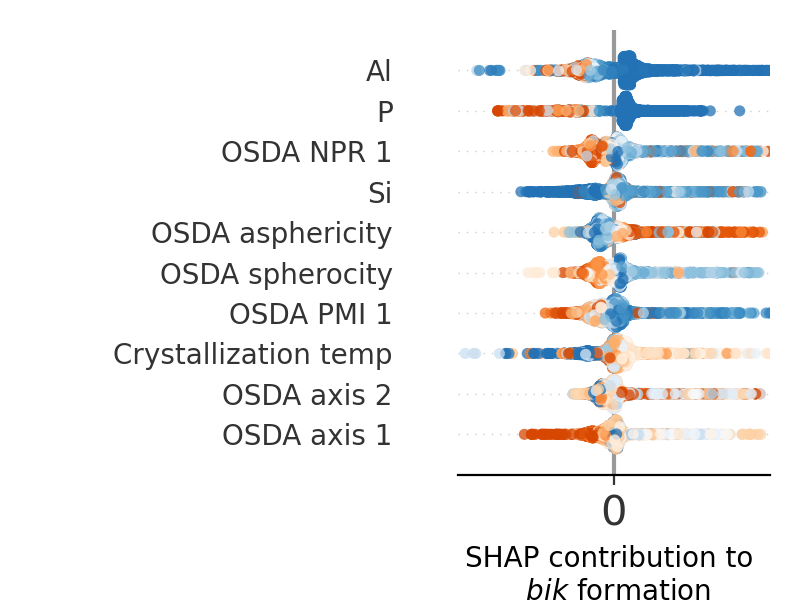 Al
P
OSDA NPR 1
Si
OSDA asphericity
OSDA spherocity
OSDA PMI 1
Crystallization temp
OSDA axis 2
OSDA axis 1
0
SHAP contribution to
bik formation